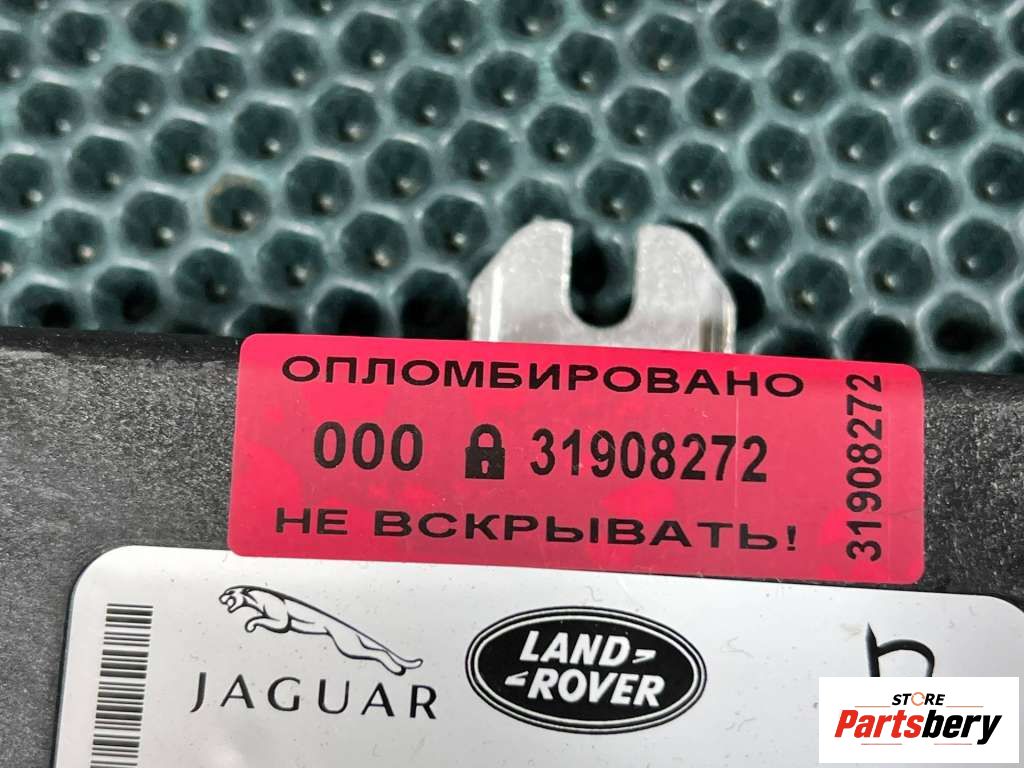 ОПЛОМБИРОВАНО
000 31908272
НЕ ВСКРЫВАТЬ!
31908272
JAGUAR
LAND
ROVER
STORE
Partsbery